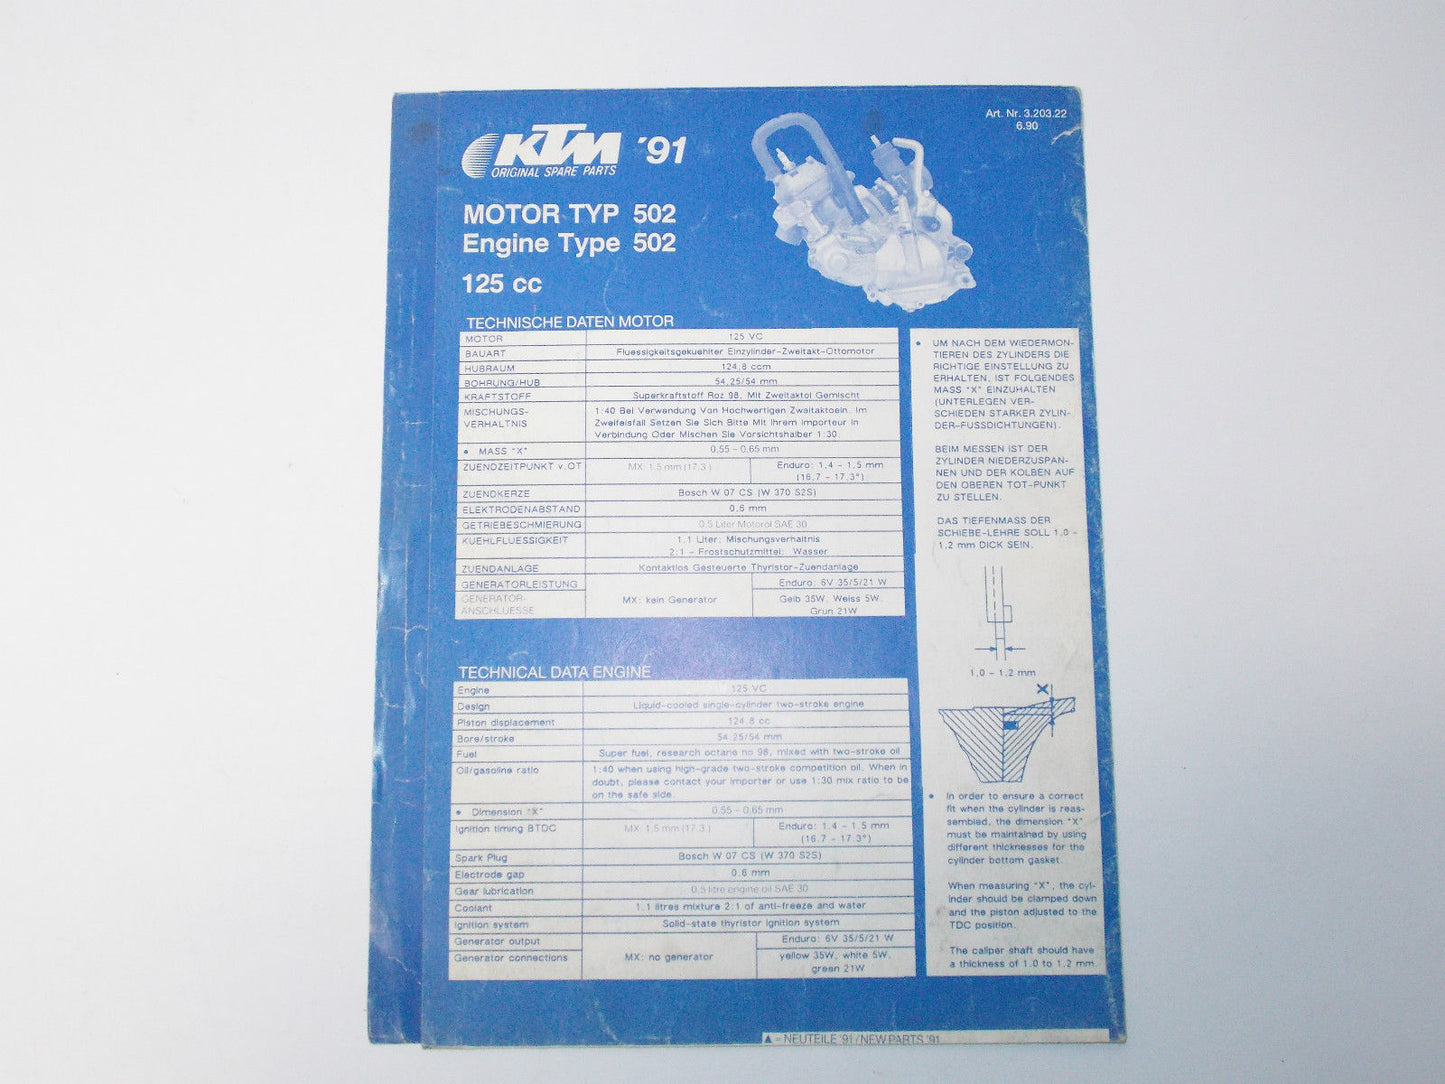 Art. Nr. 3.203.22
6.90
KTM '91
ORIGINAL SPARE PARTS
MOTOR TYP 502
Engine Type 502
125 cc
TECHNISCHE DATEN MOTOR
MOTOR 125 VC
BAUART Fluessigkeitsgekuehlter Einzylinder-Zweitakt-Ottomotor
HUBRAUM 124,8 ccm
BOHRUNG/HUB 54,25/54 mm
KRAFTSTOFF Superkraftstoff Roz 98, Mit Zweitaktol Gemischt
MISCHUNGS- 1:40 Bei Verwendung Von Hochwertigen Zweitaktoeln. Im
VERHALTNIS Zweifelsfall Setzen Sie Sich Bitte Mit Ihrem Importeur In
Verbindung Oder Mischen Sie Vorsichtshalber 1:30.
• MASS "X" 0,55 - 0,65 mm
ZUENDZEITPUNKT v.OT MX: 1,5 mm (17,3°) Enduro: 1,4 - 1,5 mm
(16,7 - 17,3°)
ZUENDKERZE Bosch W 07 CS (W 370 S2S)
ELEKTRODENABSTAND 0,6 mm
GETRIEBESCHMIERUNG 0,5 Liter Motorol SAE 30
KUEHLFLUESSIGKEIT 1,1 Liter; Mischungsverhaltnis
2:1 - Frostschutzmittel: Wasser
ZUENDANLAGE Kontaktlos Gesteuerte Thyristor-Zuendanlage
GENERATORLEISTUNG MX: kein Generator Enduro: 6V 35/5/21 W
GENERATOR- Gelb 35W, Weiss 5W,
ANSCHLUESSE Grun 21W
• UM NACH DEM WIEDERMON-
TIEREN DES ZYLINDERS DIE
RICHTIGE EINSTELLUNG ZU
ERHALTEN, IST FOLGENDES
MASS "X" EINZUHALTEN
(UNTERLEGEN VER-
SCHIEDEN STARKER ZYLIN-
DER-FUSSDICHTUNGEN).
BEIM MESSEN IST DER
ZYLINDER NIEDERZUSPAN-
NEN UND DER KOLBEN AUF
DEN OBEREN TOT-PUNKT
ZU STELLEN.
DAS TIEFENMASS DER
SCHIEBE-LEHRE SOLL 1,0 -
1,2 mm DICK SEIN.
1,0 - 1,2 mm
X
TECHNICAL DATA ENGINE
Engine 125 VC
Design Liquid-cooled single-cylinder two-stroke engine
Piston displacement 124,8 cc
Bore/stroke 54,25/54 mm
Fuel Super fuel, research octane no 98, mixed with two-stroke oil
Oil/gasoline ratio 1:40 when using high-grade two-stroke competition oil. When in
doubt, please contact your importer or use 1:30 mix ratio to be
on the safe side.
• Dimension "X" 0,55 - 0,65 mm
Ignition timing BTDC MX: 1,5 mm (17,3°) Enduro: 1,4 - 1,5 mm
(16,7 - 17,3°)
Spark Plug Bosch W 07 CS (W 370 S2S)
Electrode gap 0,6 mm
Gear lubrication 0,5 litre engine oil SAE 30
Coolant 1,1 litres mixture 2:1 of anti-freeze and water
Ignition system Solid-state thyristor ignition system
Generator output MX: no generator Enduro: 6V 35/5/21 W
Generator connections yellow 35W, white 5W,
green 21W
• In order to ensure a correct
fit when the cylinder is reas-
sembled, the dimension "X"
must be maintained by using
different thicknesses for the
cylinder bottom gasket.
When measuring "X", the cyl-
inder should be clamped down
and the piston adjusted to the
TDC position.
The caliper shaft should have
a thickness of 1.0 to 1.2 mm
▲ = NEUTEILE '91 / NEW PARTS '91